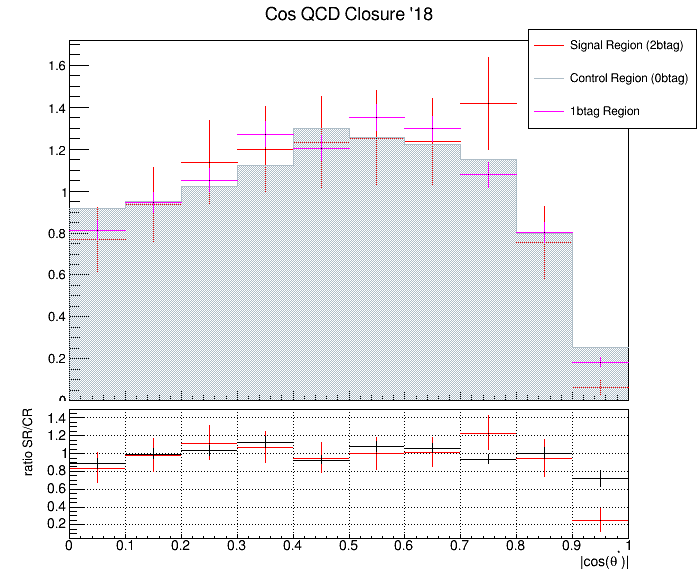 Cos QCD Closure '18
Signal Region (2btag)
Control Region (0btag)
1btag Region
1.6
1.4
1.2
1
0.8
0.6
0.4
0.2
0
ratio SR/CR
1.4
1.2
1
0.8
0.6
0.4
0.2
0 0.1 0.2 0.3 0.4 0.5 0.6 0.7 0.8 0.9 1
|cos(θ*)|